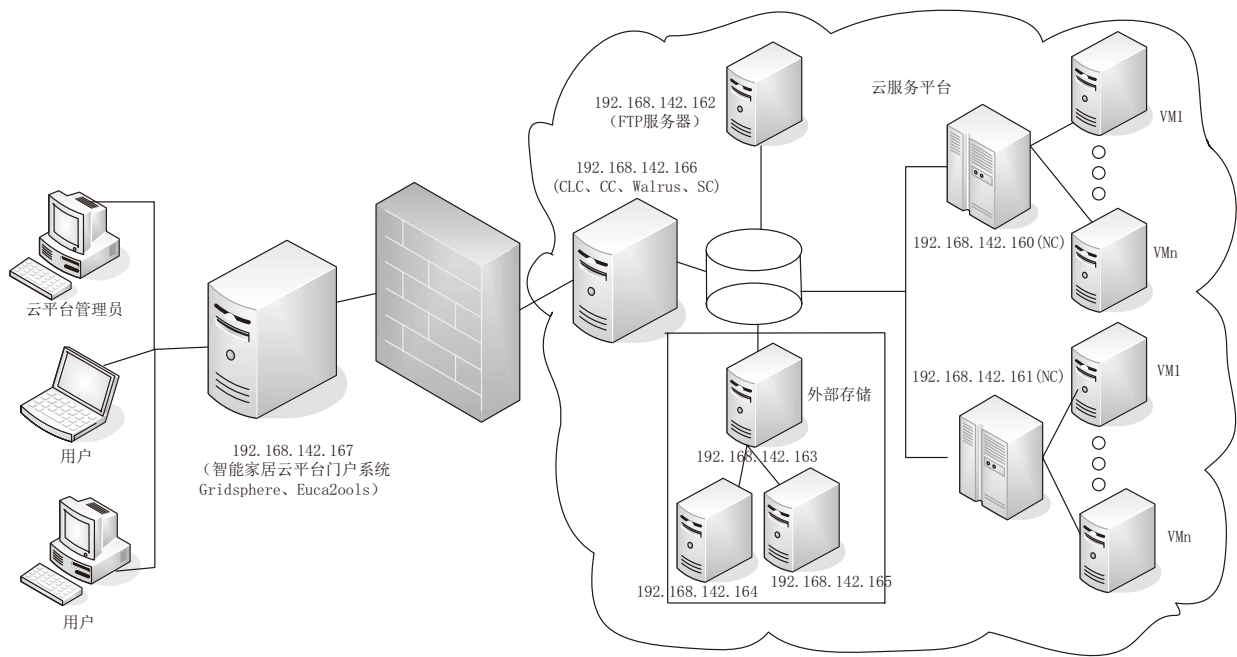 云平台管理员
用户
用户
192.168.142.167
（智能家居云平台门户系统
Gridsphere、Euca2ools）
192.168.142.162
（FTP服务器）
192.168.142.166
(CLC、CC、Walrus、SC)
云服务平台
VM1
192.168.142.160(NC)
VMn
192.168.142.161(NC)
VM1
外部存储
192.168.142.163
192.168.142.164
192.168.142.165
VMn